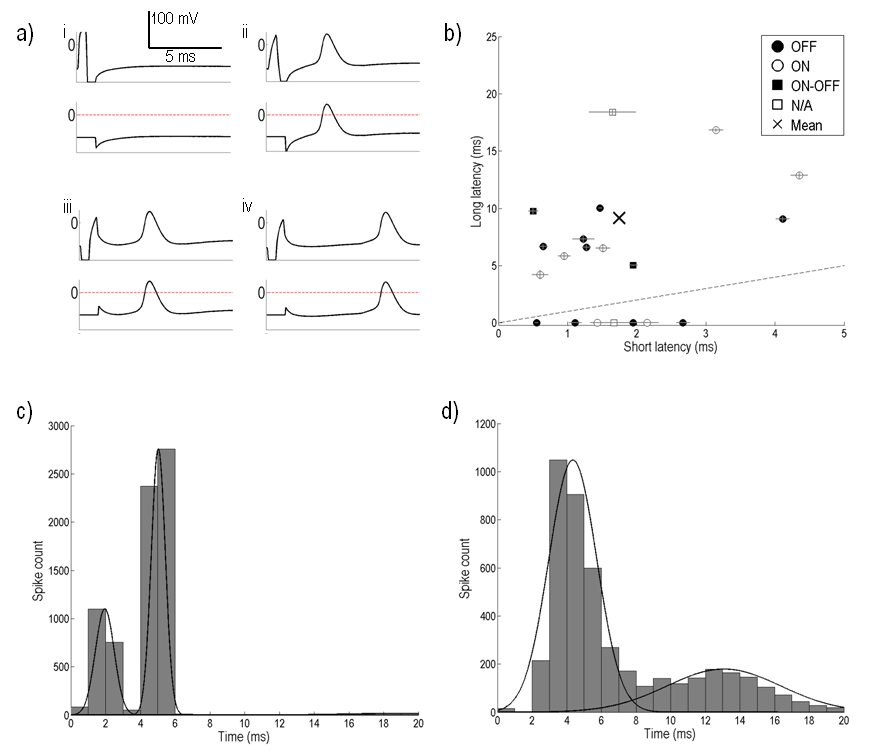 a)
i
100 mV
5 ms
0
0
ii
0
0
iii
0
0
iv
0
0
b)
25
20
15
10
5
0
Long latency (ms)
0 1 2 3 4 5
Short latency (ms)
OFF
ON
ON-OFF
N/A
Mean
c)
3000
2500
2000
1500
1000
500
0
Spike count
0 2 4 6 8 10 12 14 16 18 20
Time (ms)
d)
1200
1000
800
600
400
200
0
Spike count
0 2 4 6 8 10 12 14 16 18 20
Time (ms)